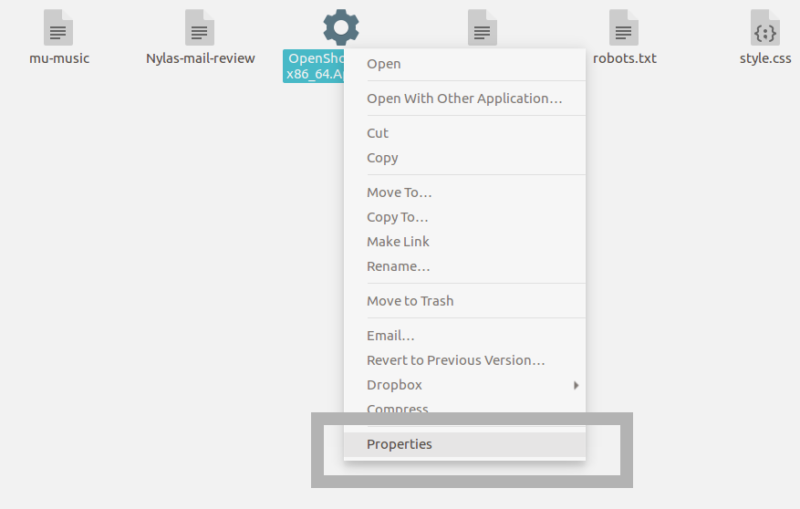 mu-music
Nylas-mail-review
OpenSho
x86_64.A
robots.txt
style.css
Open
Open With Other Application...
Cut
Copy
Move To...
Copy To...
Make Link
Rename...
Move to Trash
Email...
Revert to Previous Version...
Dropbox
Compress
Properties